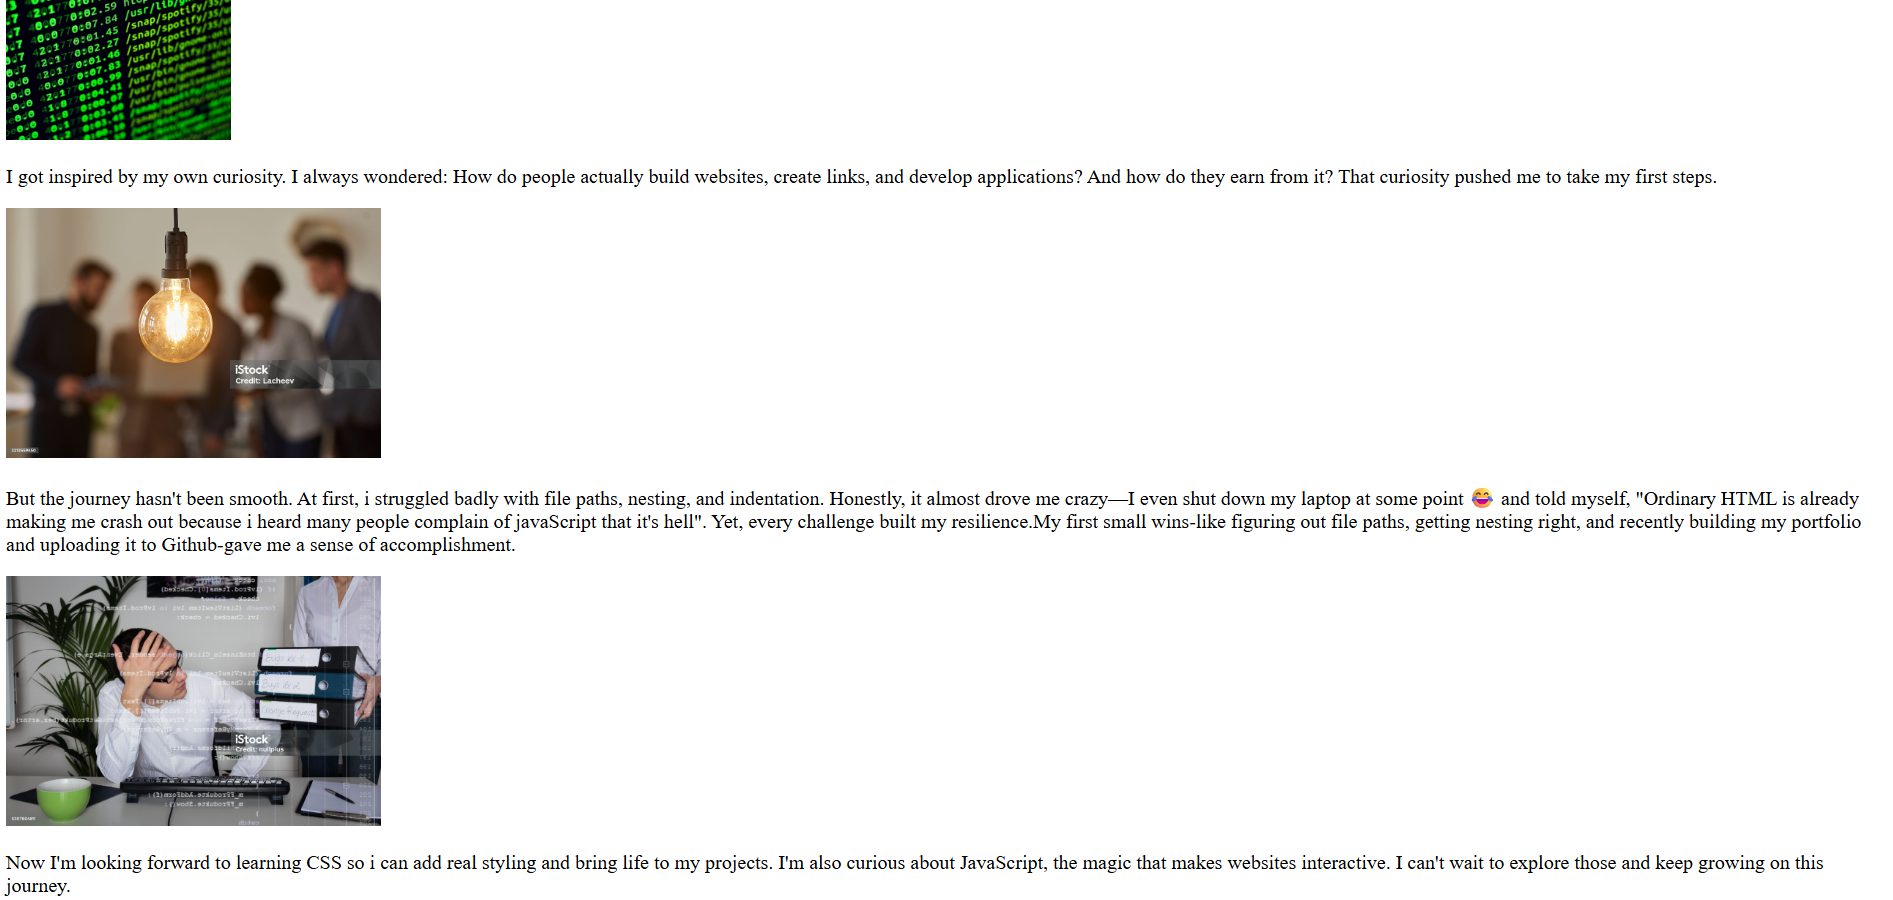 /snap/spotify/35/
/snap/spotify/35/
I got inspired by my own curiosity. I always wondered: How do people actually build websites, create links, and develop applications? And how do they earn from it? That curiosity pushed me to take my first steps.
iStock
Credit: Lacheev
But the journey hasn't been smooth. At first, i struggled badly with file paths, nesting, and indentation. Honestly, it almost drove me crazy—I even shut down my laptop at some point 😂 and told myself, "Ordinary HTML is already
making me crash out because i heard many people complain of javaScript that it's hell". Yet, every challenge built my resilience.My first small wins-like figuring out file paths, getting nesting right, and recently building my portfolio
and uploading it to Github-gave me a sense of accomplishment.
iStock
Credit: nullplus
Now I'm looking forward to learning CSS so i can add real styling and bring life to my projects. I'm also curious about JavaScript, the magic that makes websites interactive. I can't wait to explore those and keep growing on this
journey.